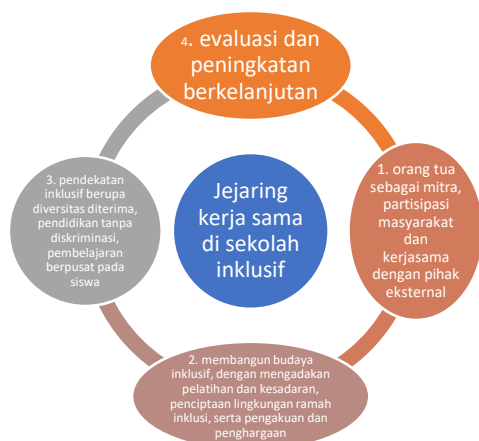 4. evaluasi dan
peningkatan
berkelanjutan
1. orang tua
sebagai mitra,
partisipasi
masyarakat
dan
kerjasama
dengan pihak
eksternal
2. membangun budaya
inklusif, dengan mengadakan
pelatihan dan kesadaran,
penciptaan lingkungan ramah
inklusi, serta pengakuan dan
penghargaan
3. pendekatan
inklusif berupa
diversitas diterima,
pendidikan tanpa
diskriminasi,
pembelajaran
berpusat pada
siswa
Jejaring
kerja sama
di sekolah
inklusif